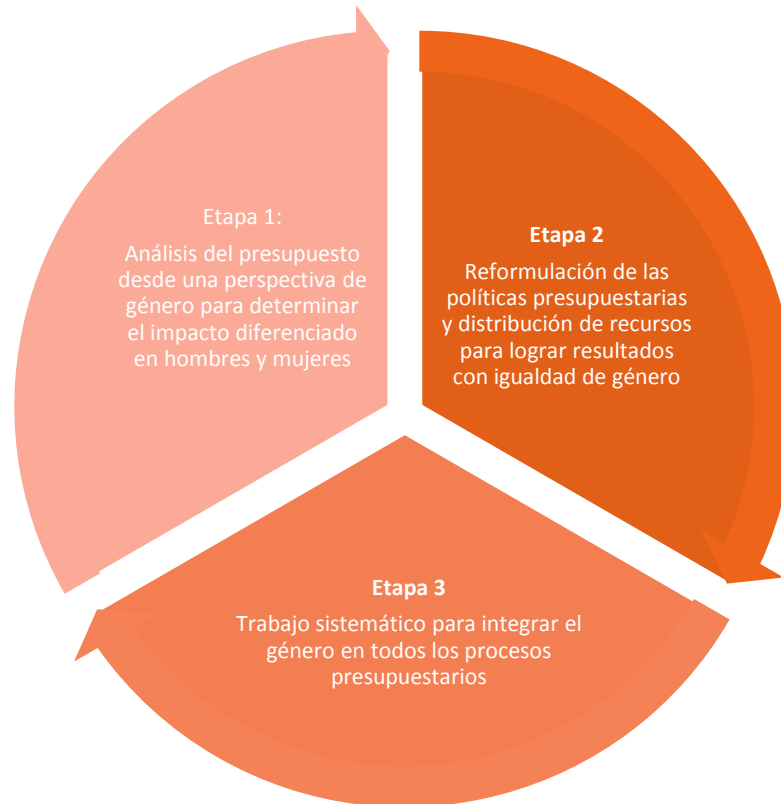 Etapa 1:
Análisis del presupuesto
desde una perspectiva de
género para determinar
el impacto diferenciado
en hombres y mujeres
Etapa 2
Reformulación de las
políticas presupuestarias
y distribución de recursos
para lograr resultados
con igualdad de género
Etapa 3
Trabajo sistemático para integrar el
género en todos los procesos
presupuestarios